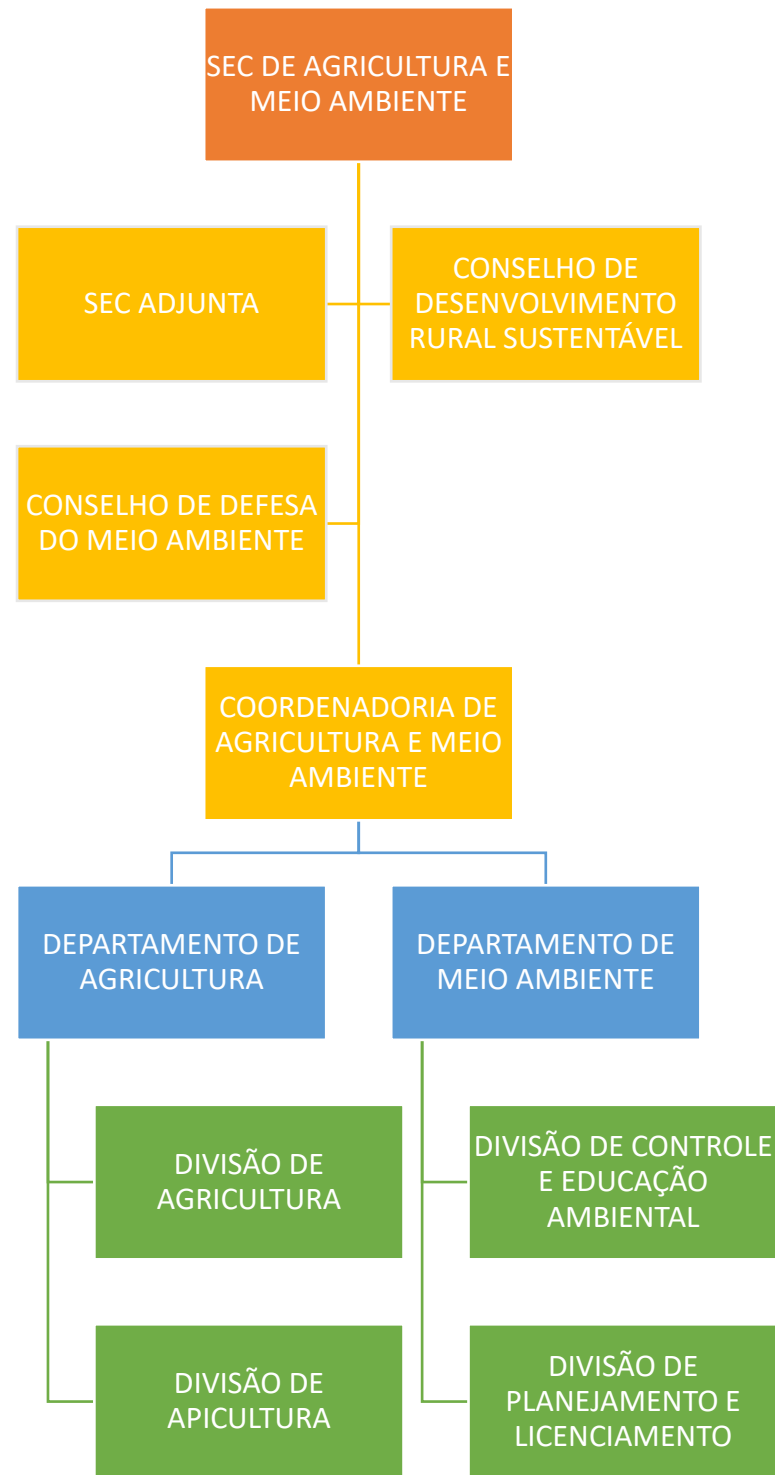 SEC DE AGRICULTURA E
MEIO AMBIENTE
SEC ADJUNTA
CONSELHO DE
DESENVOLVIMENTO
RURAL SUSTENTÁVEL
CONSELHO DE DEFESA
DO MEIO AMBIENTE
COORDENADORIA DE
AGRICULTURA E MEIO
AMBIENTE
DEPARTAMENTO DE
AGRICULTURA
DIVISÃO DE
AGRICULTURA
DIVISÃO DE
APICULTURA
DEPARTAMENTO DE
MEIO AMBIENTE
DIVISÃO DE CONTROLE
E EDUCAÇÃO
AMBIENTAL
DIVISÃO DE
PLANEJAMENTO E
LICENCIAMENTO